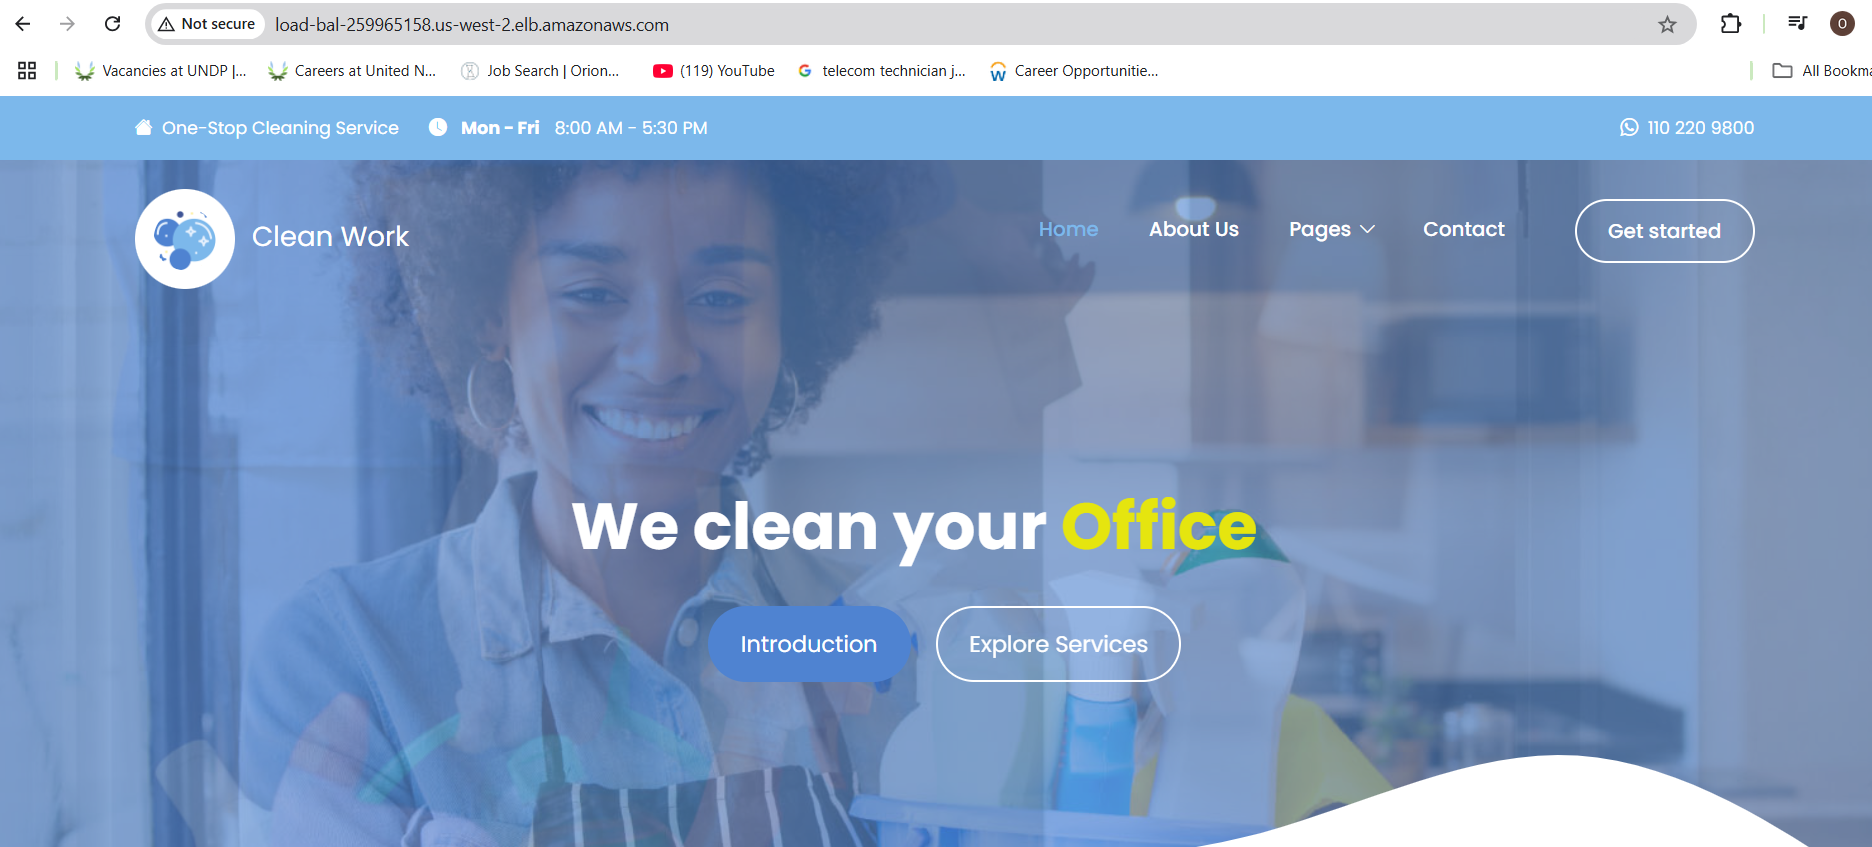 Not secure load-bal-259965158.us-west-2.elb.amazonaws.com O
Vacancies at UNDP |... Careers at United N... Job Search | Orion... (119) YouTube G telecom technician j... W Career Opportunitie... All Bookma
One-Stop Cleaning Service Mon - Fri 8:00 AM - 5:30 PM 110 220 9800
Clean Work Home About Us Pages Contact Get started
We clean your Office
Introduction Explore Services